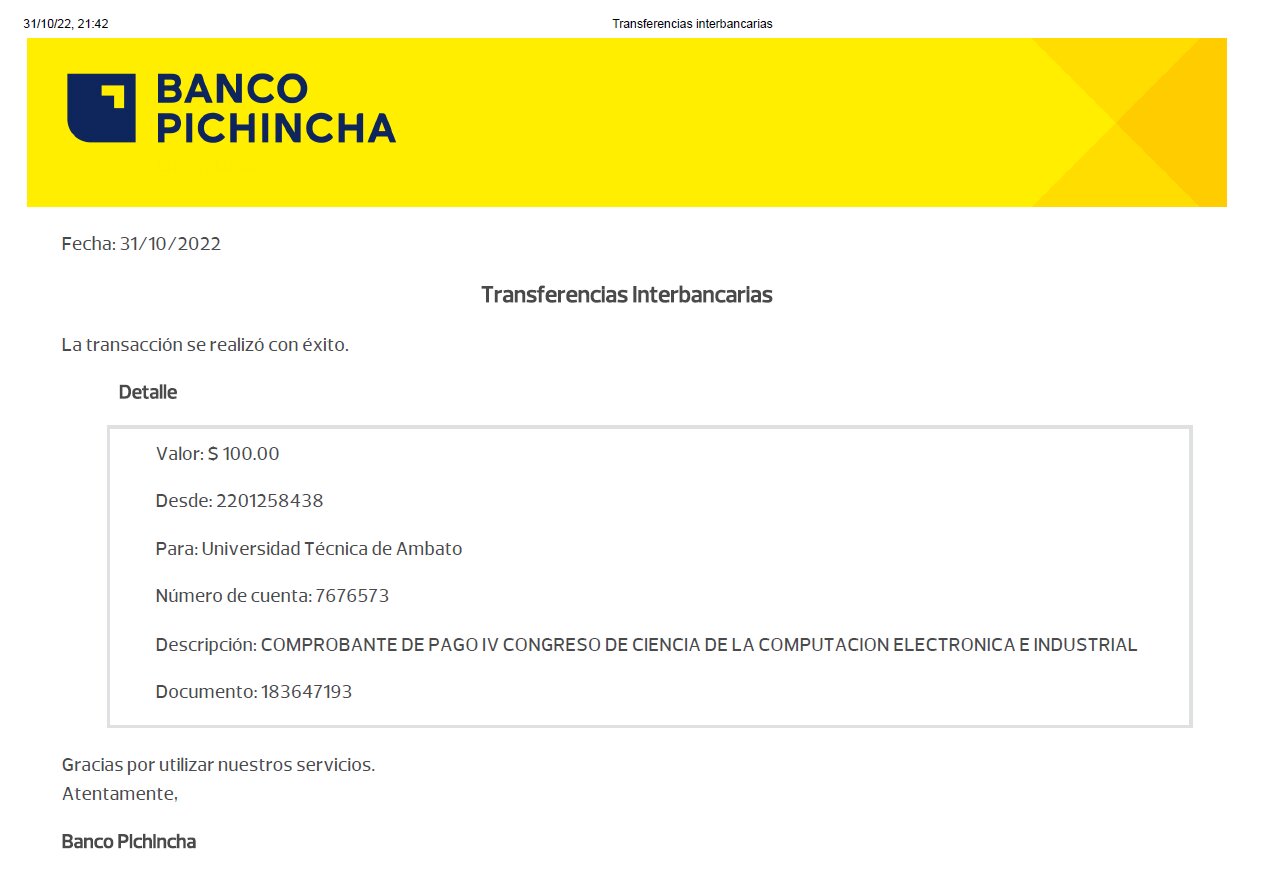 31/10/22, 21:42 Transferencias interbancarias
BANCO
PICHINCHA
Fecha: 31/10/2022
Transferencias Interbancarias
La transacción se realizó con éxito.
Detalle
Valor: $ 100.00
Desde: 2201258438
Para: Universidad Técnica de Ambato
Número de cuenta: 7676573
Descripción: COMPROBANTE DE PAGO IV CONGRESO DE CIENCIA DE LA COMPUTACION ELECTRONICA E INDUSTRIAL
Documento: 183647193
Gracias por utilizar nuestros servicios.
Atentamente,
Banco Pichincha